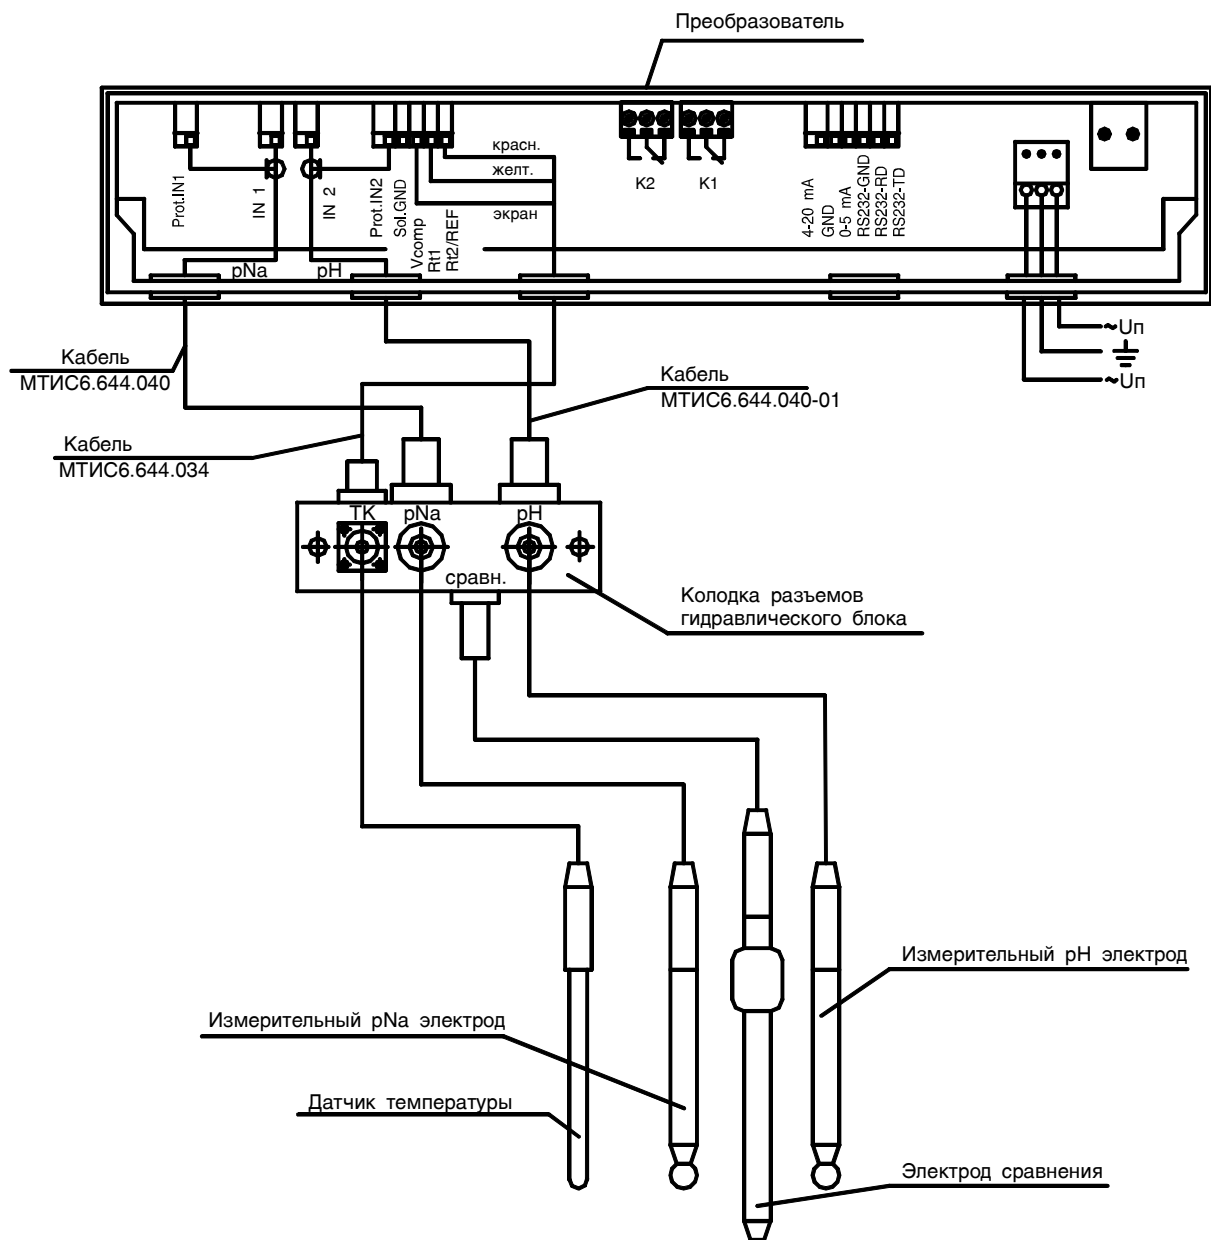 Преобразователь
Prot.IN1
IN 1
IN 2
Prot.IN2
Sol.GND
Vcomp
Rt1
Rt2/REF
красн.
желт.
экран
K2
K1
4-20 mA
GND
0-5 mA
RS232-GND
RS232-RD
RS232-TD
pNa
pH
~Uп
~Uп
Кабель
МТИС6.644.040
Кабель
МТИС6.644.040-01
Кабель
МТИС6.644.034
ТК
pNa
pH
сравн.
Колодка разъемов
гидравлического блока
Измерительный pH электрод
Измерительный pNa электрод
Датчик температуры
Электрод сравнения